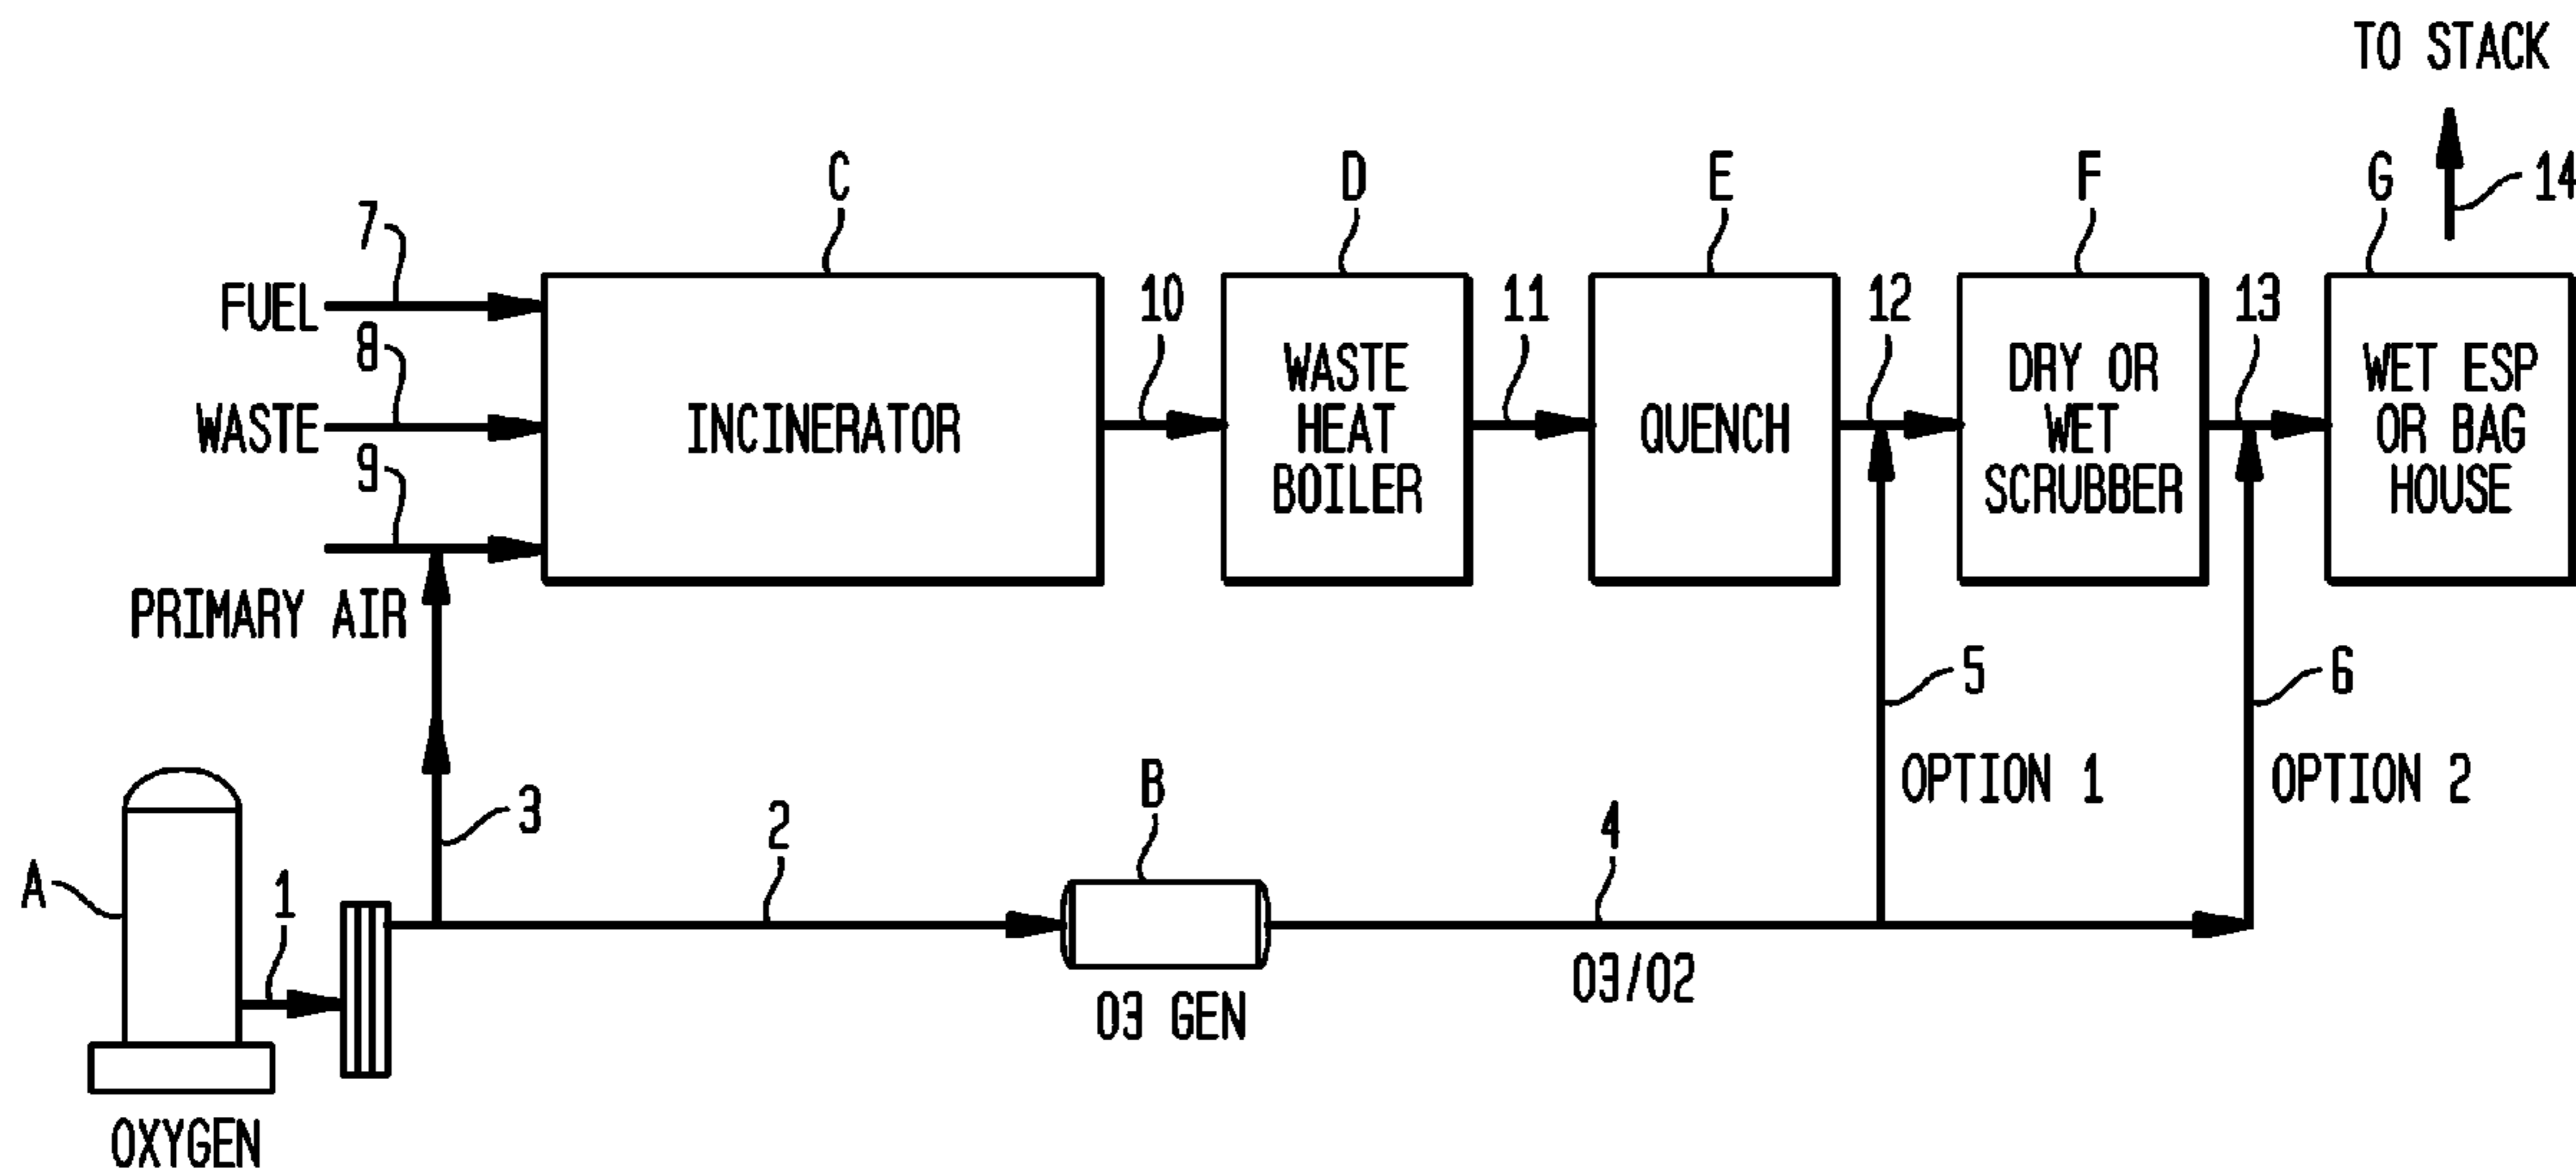 TO STACK
C
D
E
F
G
14
7
FUEL
10
11
12
13
8
WASTE
INCINERATOR
WASTE
HEAT
BOILER
QUENCH
DRY OR
WET
SCRUBBER
WET ESP
OR BAG
HOUSE
9
PRIMARY AIR
5
6
OPTION 1
OPTION 2
3
2
B
4
A
1
O3 GEN
O3/O2
OXYGEN